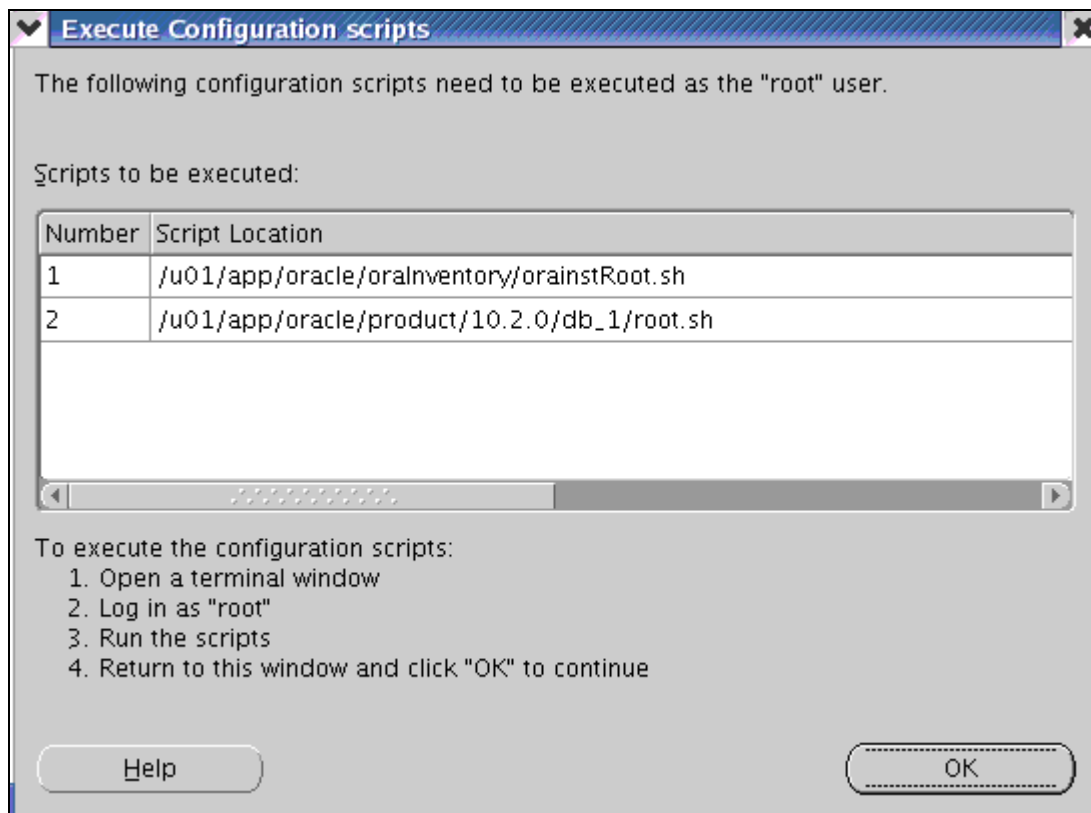 Execute Configuration scripts
The following configuration scripts need to be executed as the "root" user.
Scripts to be executed:
Number Script Location
1 /u01/app/oracle/oraInventory/orainstRoot.sh
2 /u01/app/oracle/product/10.2.0/db_1/root.sh
To execute the configuration scripts:
1. Open a terminal window
2. Log in as "root"
3. Run the scripts
4. Return to this window and click "OK" to continue
Help OK